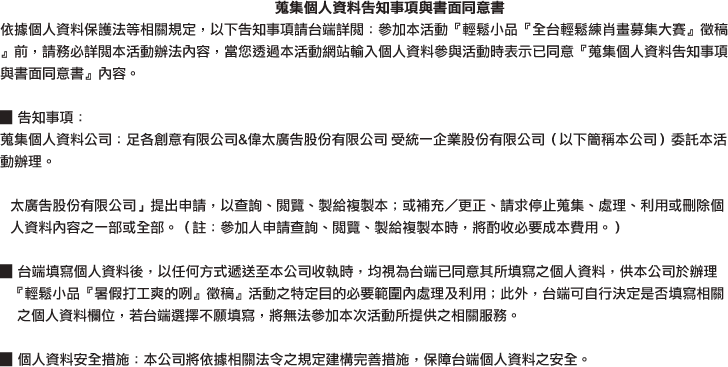 蒐集個人資料告知事項與書面同意書
依據個人資料保護法等相關規定，以下告知事項請台端詳閱：參加本活動『輕鬆小品『全台輕鬆練肖畫募集大賽』徵稿
』前，請務必詳閱本活動辦法內容，當您透過本活動網站輸入個人資料參與活動時表示已同意『蒐集個人資料告知事項
與書面同意書』內容。
■ 告知事項：
蒐集個人資料公司：足各創意有限公司&偉太廣告股份有限公司 受統一企業股份有限公司（以下簡稱本公司）委託本活
動辦理。
太廣告股份有限公司」提出申請，以查詢、閱覽、製給複製本；或補充／更正、請求停止蒐集、處理、利用或刪除個
人資料內容之一部或全部。（註：參加人申請查詢、閱覽、製給複製本時，將酌收必要成本費用。）
■ 台端填寫個人資料後，以任何方式遞送至本公司收執時，均視為台端已同意其所填寫之個人資料，供本公司於辦理
『輕鬆小品『暑假打工爽的咧』徵稿』活動之特定目的必要範圍內處理及利用；此外，台端可自行決定是否填寫相關
之個人資料欄位，若台端選擇不願填寫，將無法參加本次活動所提供之相關服務。
■ 個人資料安全措施：本公司將依據相關法令之規定建構完善措施，保障台端個人資料之安全。